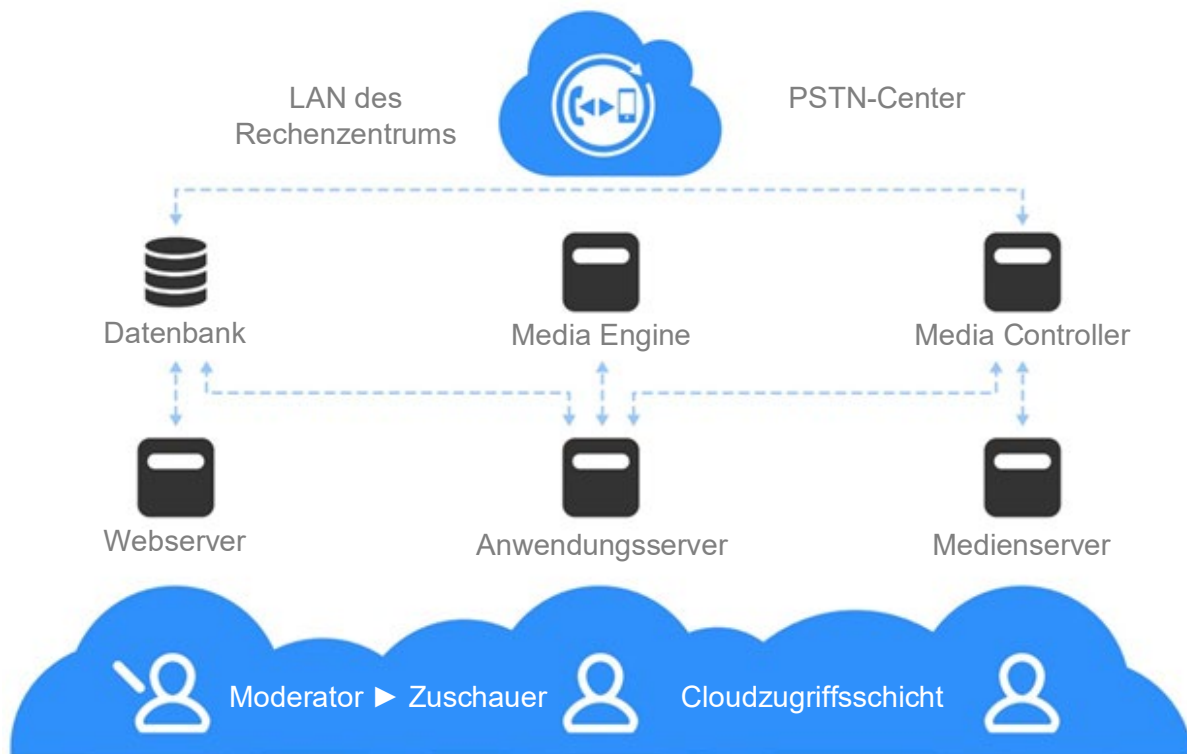 LAN des
Rechenzentrums
PSTN-Center
Datenbank
Media Engine
Media Controller
Webserver
Anwendungsserver
Medienserver
Moderator ► Zuschauer
Cloudzugriffsschicht